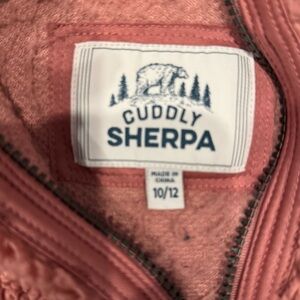 CUDDLY
SHERPA
MADE IN
CHINA
10/12